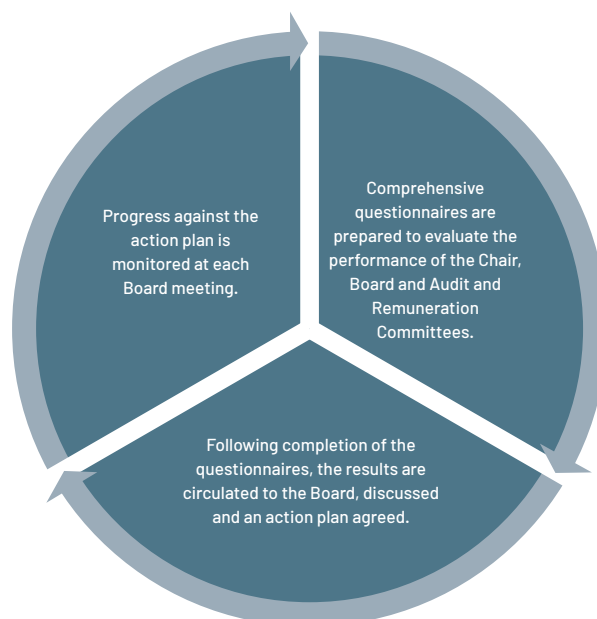 Comprehensive
questionnaires are
prepared to evaluate the
performance of the Chair,
Board and Audit and
Remuneration
Committees.
Following completion of the
questionnaires, the results are
circulated to the Board, discussed
and an action plan agreed.
Progress against the
action plan is
monitored at each
Board meeting.